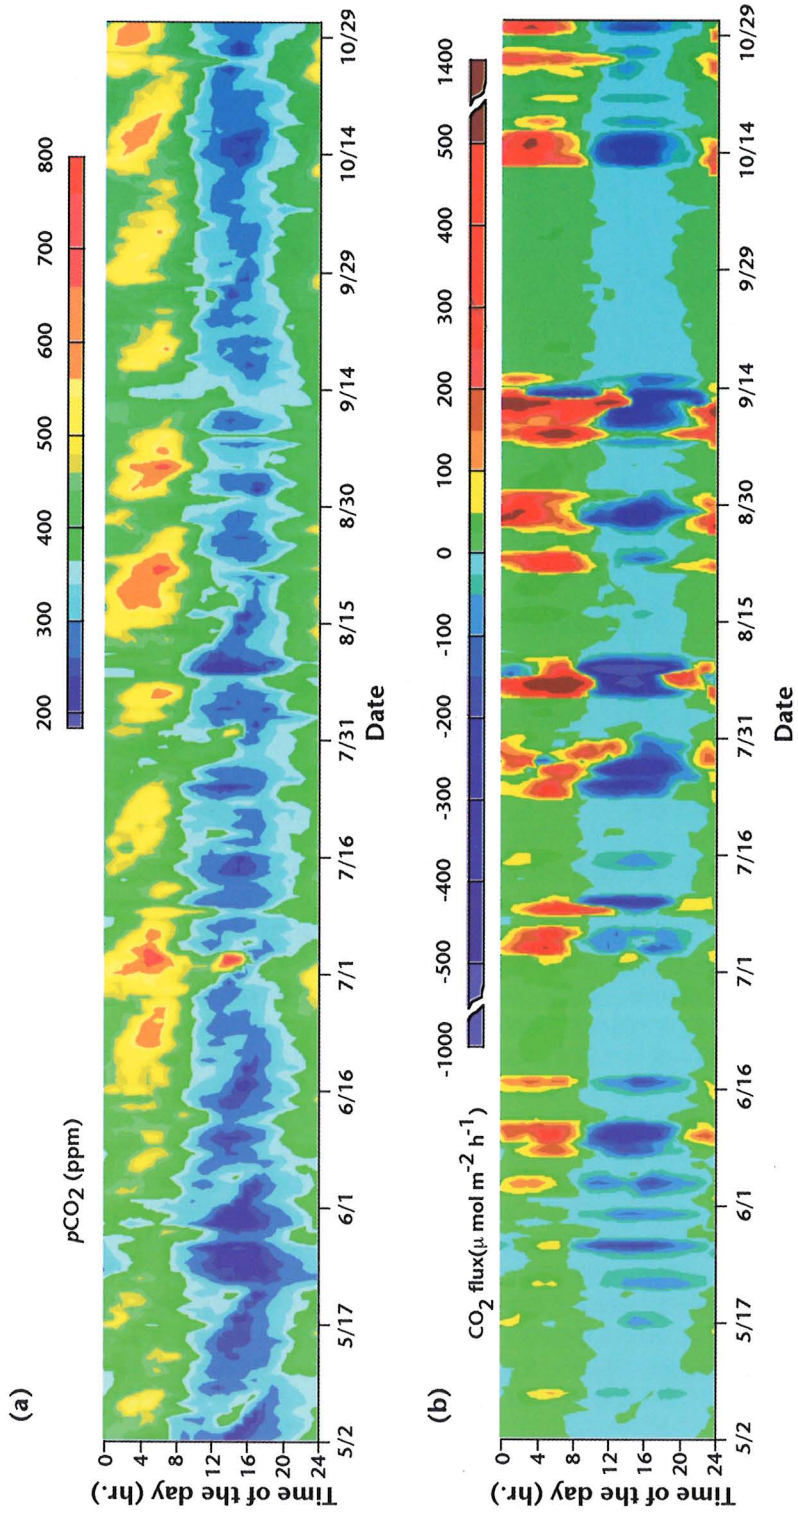 (a)
pCO2 (ppm)
200 300 400 500 600 700 800
Time of the day (hr.)
0
4
8
12
16
20
24
5/2 5/17 6/1 6/16 7/1 7/16 7/31 8/15 8/30 9/14 9/29 10/14 10/29
Date
(b)
CO2 flux(μ mol m-2 h-1)
-1000 -500 -400 -300 -200 -100 0 100 200 300 400 500 1400
Time of the day (hr.)
0
4
8
12
16
20
24
5/2 5/17 6/1 6/16 7/1 7/16 7/31 8/15 8/30 9/14 9/29 10/14 10/29
Date